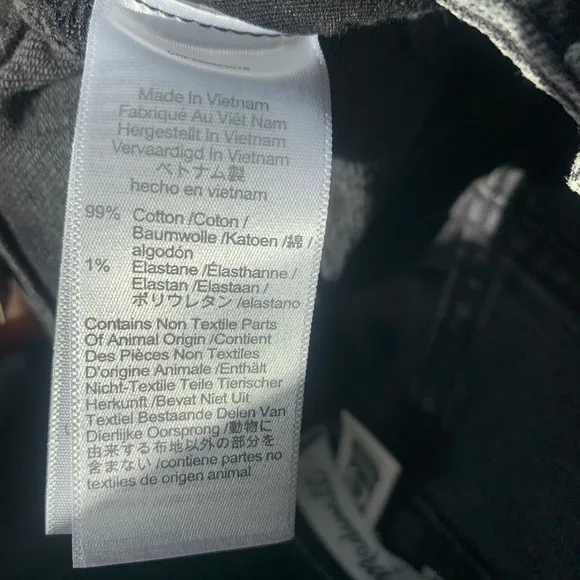 Made In Vietnam
Fabriqué Au Viêt Nam
Hergestellt In Vietnam
Vervaardigd In Vietnam
ベトナム製
hecho en vietnam
99% Cotton /Coton /
Baumwolle /Katoen /綿 /
algodón
1% Elastane /Élasthanne /
Elastan /Elastaan /
ポリウレタン /elastano
Contains Non Textile Parts
Of Animal Origin /Contient
Des Pièces Non Textiles
D'origine Animale /Enthält
Nicht-Textile Teile Tierischer
Herkunft /Bevat Niet Uit
Textiel Bestaande Delen Van
Dierlijke Oorsprong /動物に
由来する布地以外の部分を
含まない /contiene partes no
textiles de origen animal.
Madewell